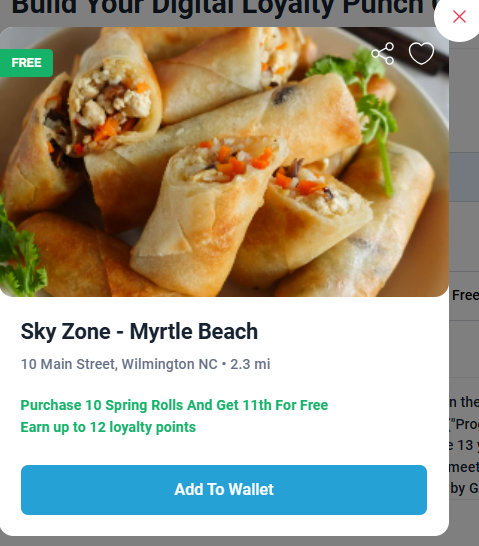 Build Your Digital Loyalty Punch
FREE
Sky Zone - Myrtle Beach
10 Main Street, Wilmington NC • 2.3 mi
Purchase 10 Spring Rolls And Get 11th For Free
Earn up to 12 loyalty points
Add To Wallet
Free
n the
("Pro
e 13 y
meet
by G